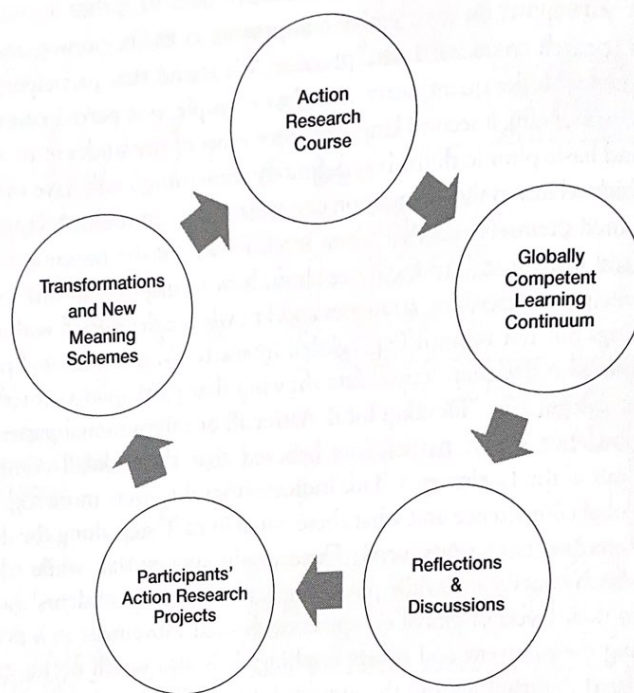 Action
Research
Course
Globally
Competent
Learning
Continuum
Reflections
&
Discussions
Participants'
Action Research
Projects
Transformations
and New
Meaning
Schemes